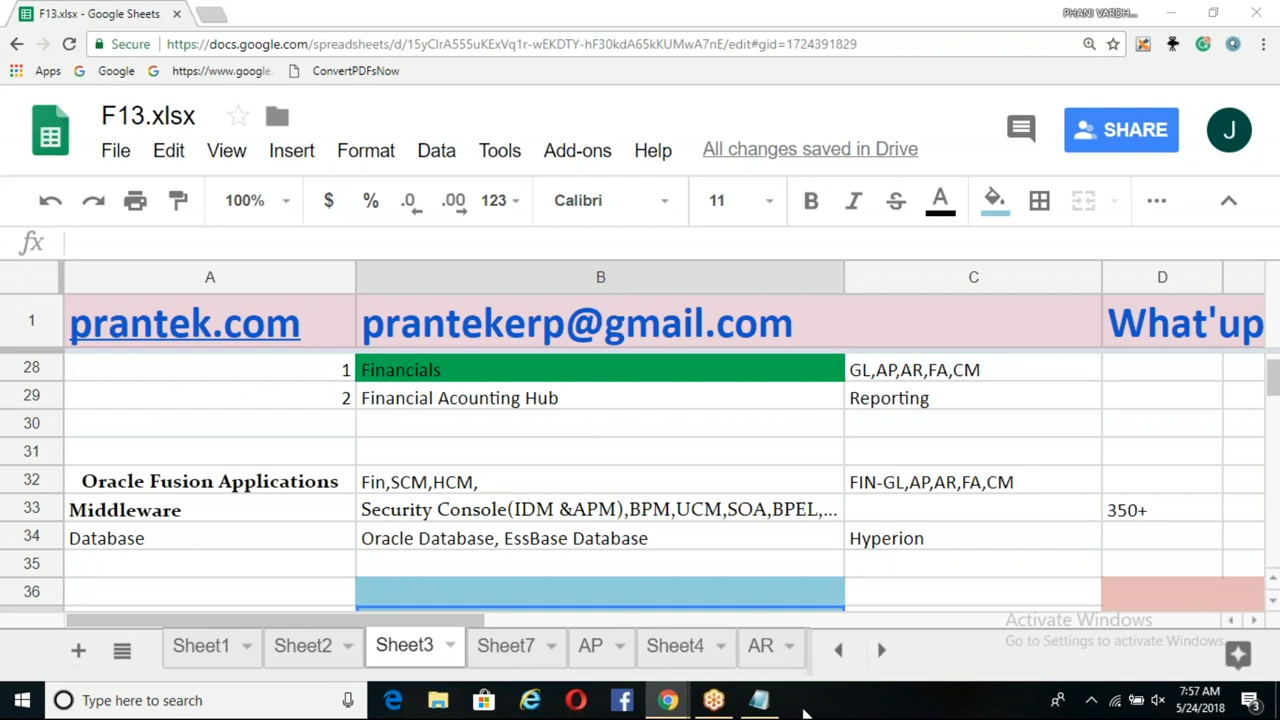 F13.xlsx - Google Sheets
PHANI VARDH...
Secure
https://docs.google.com/spreadsheets/d/15yCIrA555uKExVq1r-wEKDTY-hF30kdA65kKUMwA7nE/edit#gid=1724391829
Apps Google https://www.google. ConvertPDFsNow
F13.xlsx
File Edit View Insert Format Data Tools Add-ons Help All changes saved in Drive
SHARE
J
100% $ % .0 .00 123 Calibri 11 B I S A
fx
A B C D
1 prantek.com prantekerp@gmail.com What'up
28 1 Financials GL,AP,AR,FA,CM
29 2 Financial Acounting Hub Reporting
30
31
32 Oracle Fusion Applications Fin,SCM,HCM, FIN-GL,AP,AR,FA,CM
33 Middleware Security Console(IDM &APM),BPM,UCM,SOA,BPEL,... 350+
34 Database Oracle Database, EssBase Database Hyperion
35
36
Activate Windows
Go to Settings to activate Windows.
Sheet1 Sheet2 Sheet3 Sheet7 AP Sheet4 AR
Type here to search
7:57 AM
5/24/2018
3